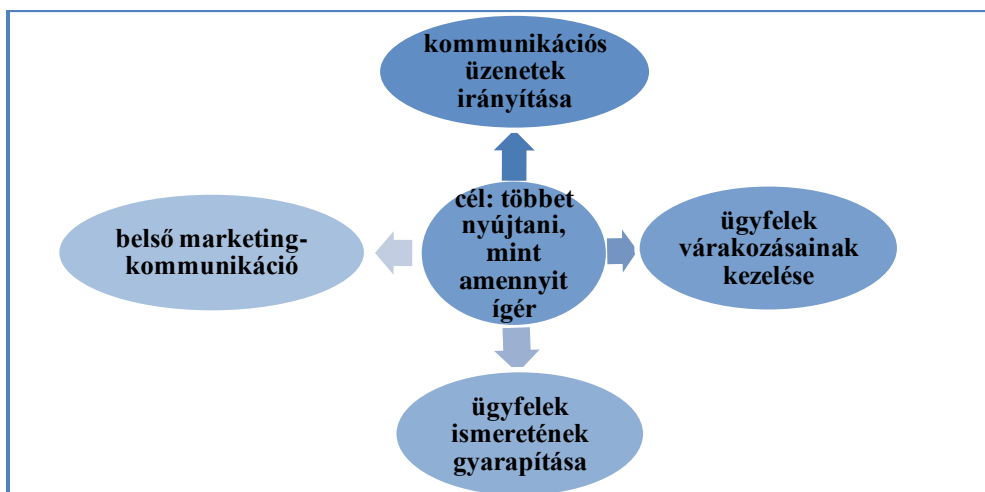 kommunikációs
üzenetek
irányítása
belső marketing-
kommunikáció
cél: többet
nyújtani,
mint
amennyit
ígér
ügyfelek
várakozásainak
kezelése
ügyfelek
ismeretének
gyarapítása